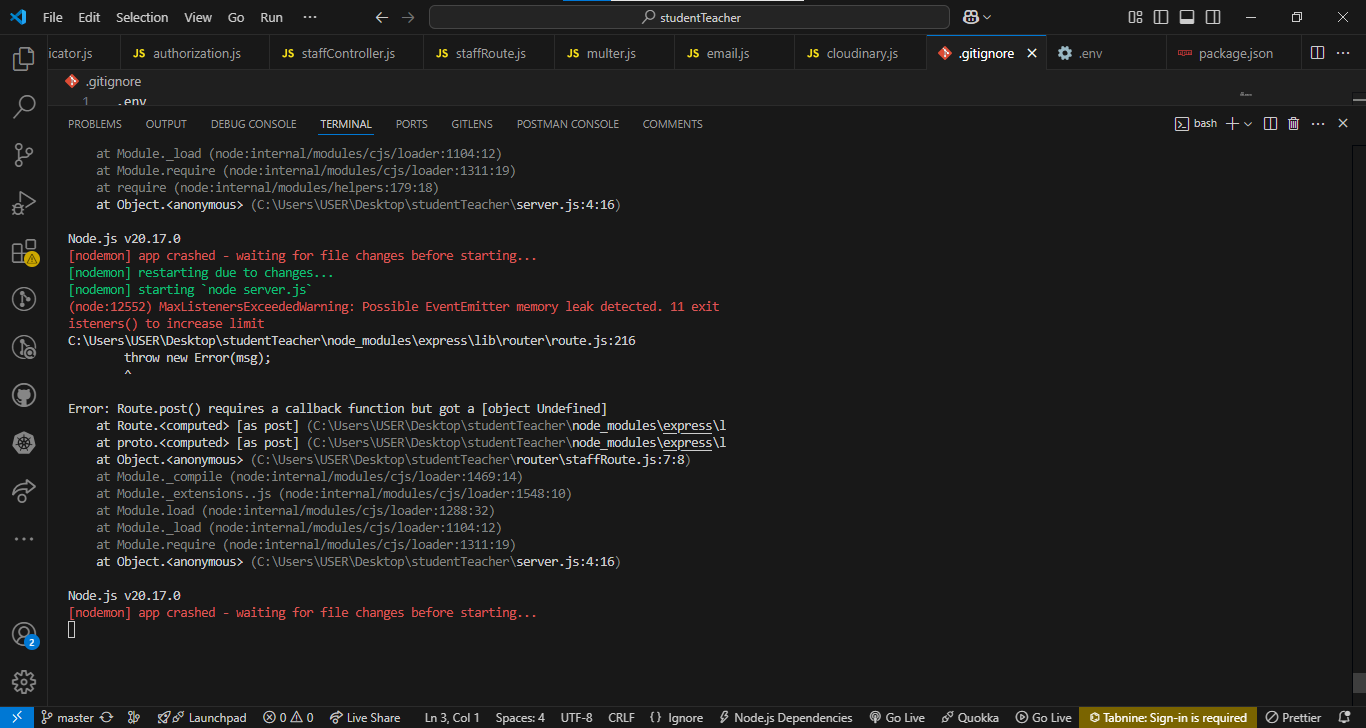 File Edit Selection View Go Run ··· studentTeacher
icator.js JS authorization.js JS staffController.js JS staffRoute.js JS multer.js JS email.js JS cloudinary.js .gitignore .env npm package.json ···
.gitignore
1 .env
PROBLEMS OUTPUT DEBUG CONSOLE TERMINAL PORTS GITLENS POSTMAN CONSOLE COMMENTS bash ···
at Module._load (node:internal/modules/cjs/loader:1104:12)
at Module.require (node:internal/modules/cjs/loader:1311:19)
at require (node:internal/modules/helpers:179:18)
at Object.<anonymous> (C:\Users\USER\Desktop\studentTeacher\server.js:4:16)
Node.js v20.17.0
[nodemon] app crashed - waiting for file changes before starting...
[nodemon] restarting due to changes...
[nodemon] starting `node server.js`
(node:12552) MaxListenersExceededWarning: Possible EventEmitter memory leak detected. 11 exit
isteners() to increase limit
C:\Users\USER\Desktop\studentTeacher\node_modules\express\lib\router\route.js:216
throw new Error(msg);
^
Error: Route.post() requires a callback function but got a [object Undefined]
at Route.<computed> [as post] (C:\Users\USER\Desktop\studentTeacher\node_modules\express\l
at proto.<computed> [as post] (C:\Users\USER\Desktop\studentTeacher\node_modules\express\l
at Object.<anonymous> (C:\Users\USER\Desktop\studentTeacher\router\staffRoute.js:7:8)
at Module._compile (node:internal/modules/cjs/loader:1469:14)
at Module._extensions..js (node:internal/modules/cjs/loader:1548:10)
at Module.load (node:internal/modules/cjs/loader:1288:32)
at Module._load (node:internal/modules/cjs/loader:1104:12)
at Module.require (node:internal/modules/cjs/loader:1311:19)
at Object.<anonymous> (C:\Users\USER\Desktop\studentTeacher\server.js:4:16)
Node.js v20.17.0
[nodemon] app crashed - waiting for file changes before starting...
2
master Launchpad 0 0 Live Share Ln 3, Col 1 Spaces: 4 UTF-8 CRLF {} Ignore Node.js Dependencies Go Live Quokka Go Live Tabnine: Sign-in is required Prettier